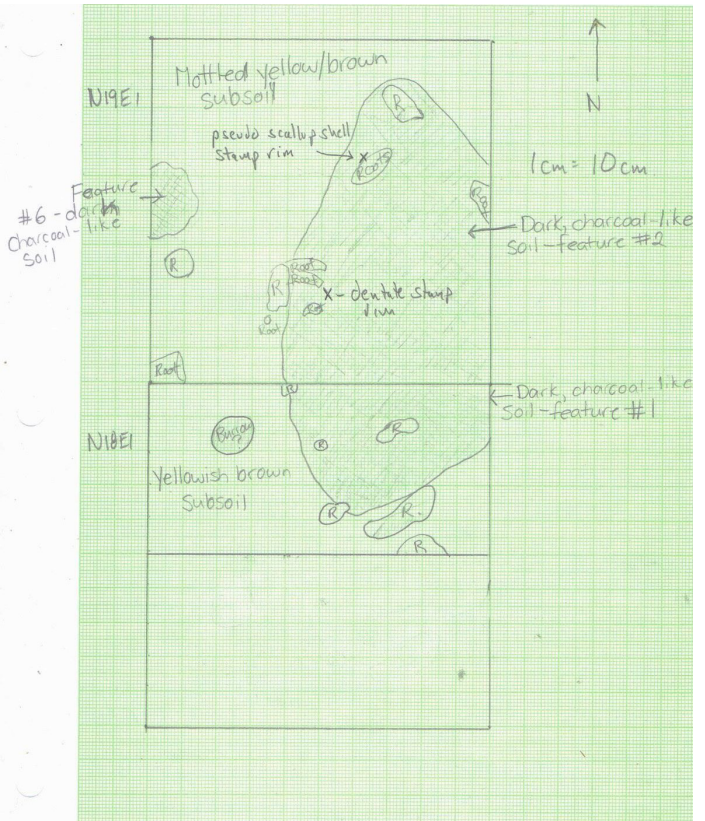 Mottled yellow/brown
subsoil
N19E1
R
N
pseudo scallup shell
stamp rim
x
Roots
1cm = 10cm
Root
Feature
#6 - dark
charcoal-like
soil
Dark, charcoal-like
soil - feature #2
R
Root
Root
R
x - dentate stamp
rim
Root
Root
R
Dark, charcoal-like
soil - feature #1
N18E1
Burrow
?
R
R
Yellowish brown
Subsoil
R
R
R